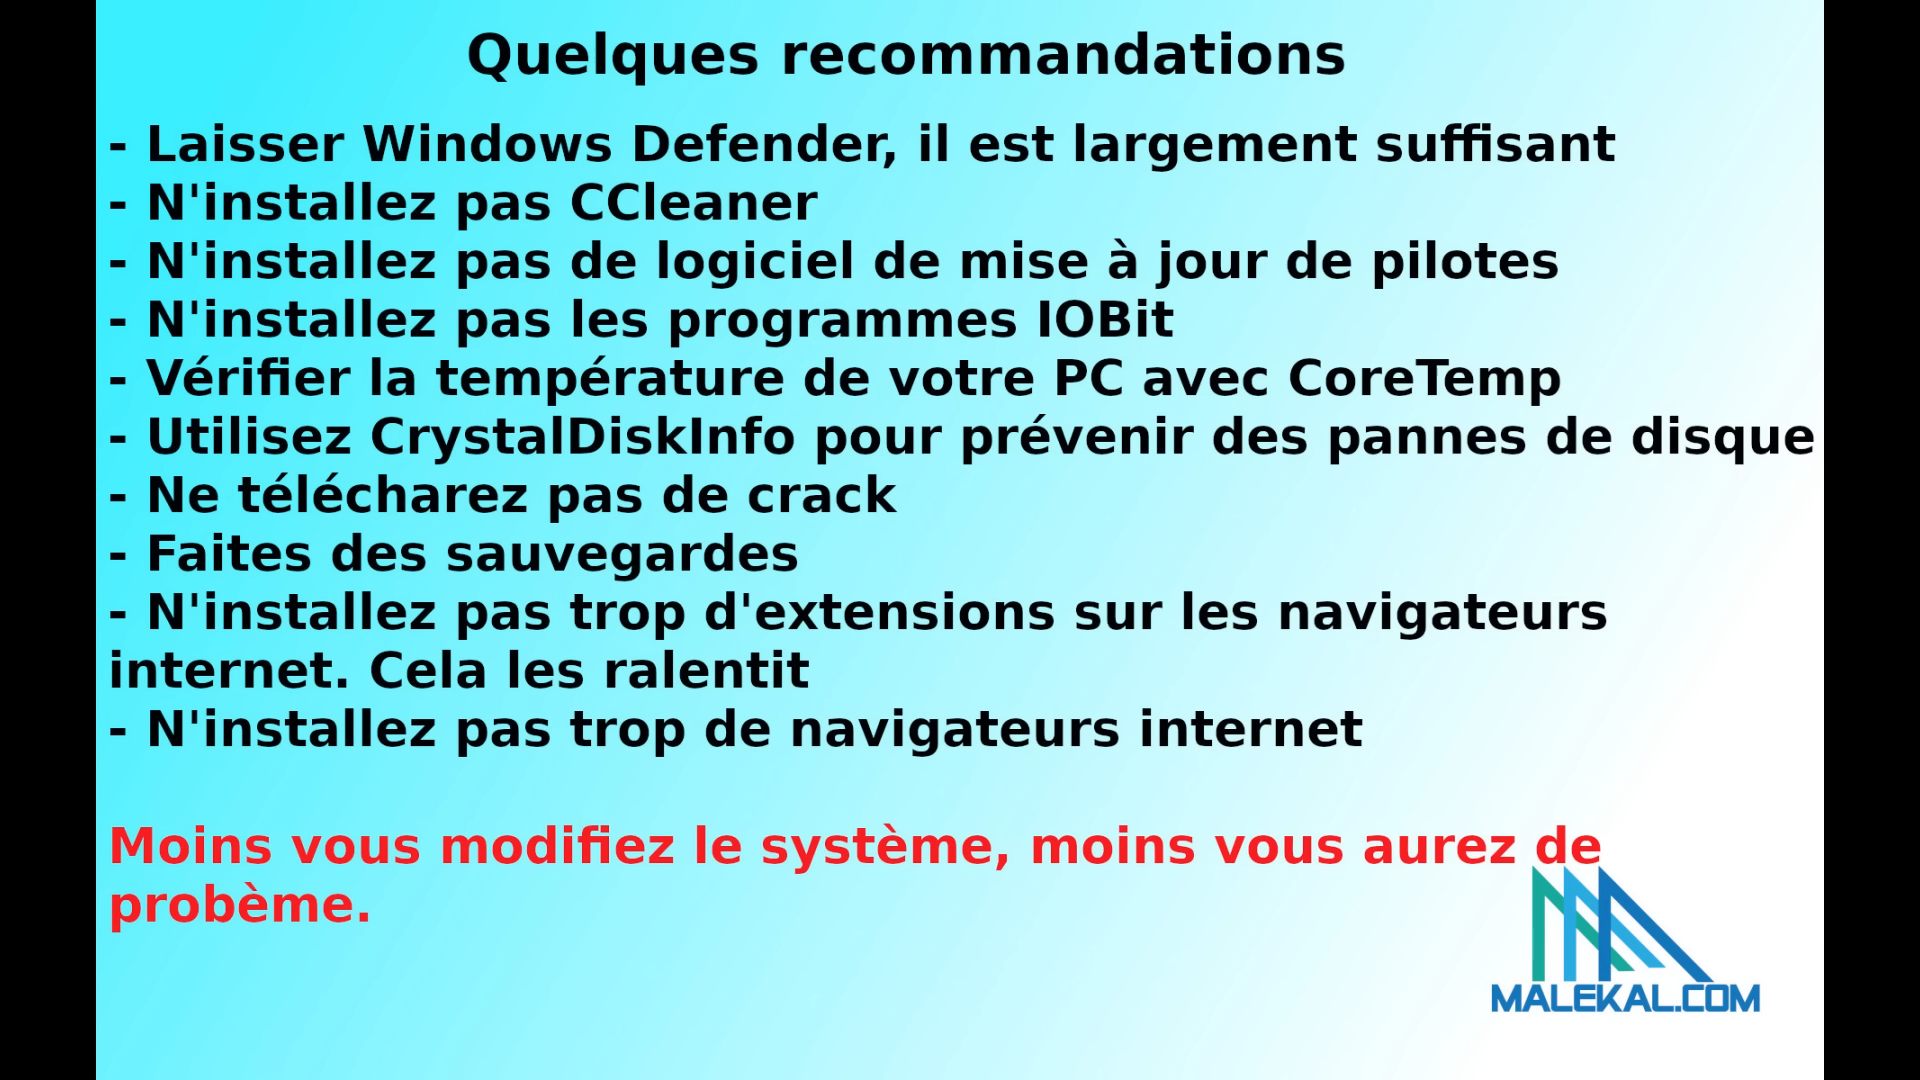 Quelques recommandations
- Laisser Windows Defender, il est largement suffisant
- N'installez pas CCleaner
- N'installez pas de logiciel de mise à jour de pilotes
- N'installez pas les programmes IOBit
- Vérifier la température de votre PC avec CoreTemp
- Utilisez CrystalDiskInfo pour prévenir des pannes de disque
- Ne télécharez pas de crack
- Faites des sauvegardes
- N'installez pas trop d'extensions sur les navigateurs
internet. Cela les ralentit
- N'installez pas trop de navigateurs internet
Moins vous modifiez le système, moins vous aurez de
probème.
MALEKAL.COM